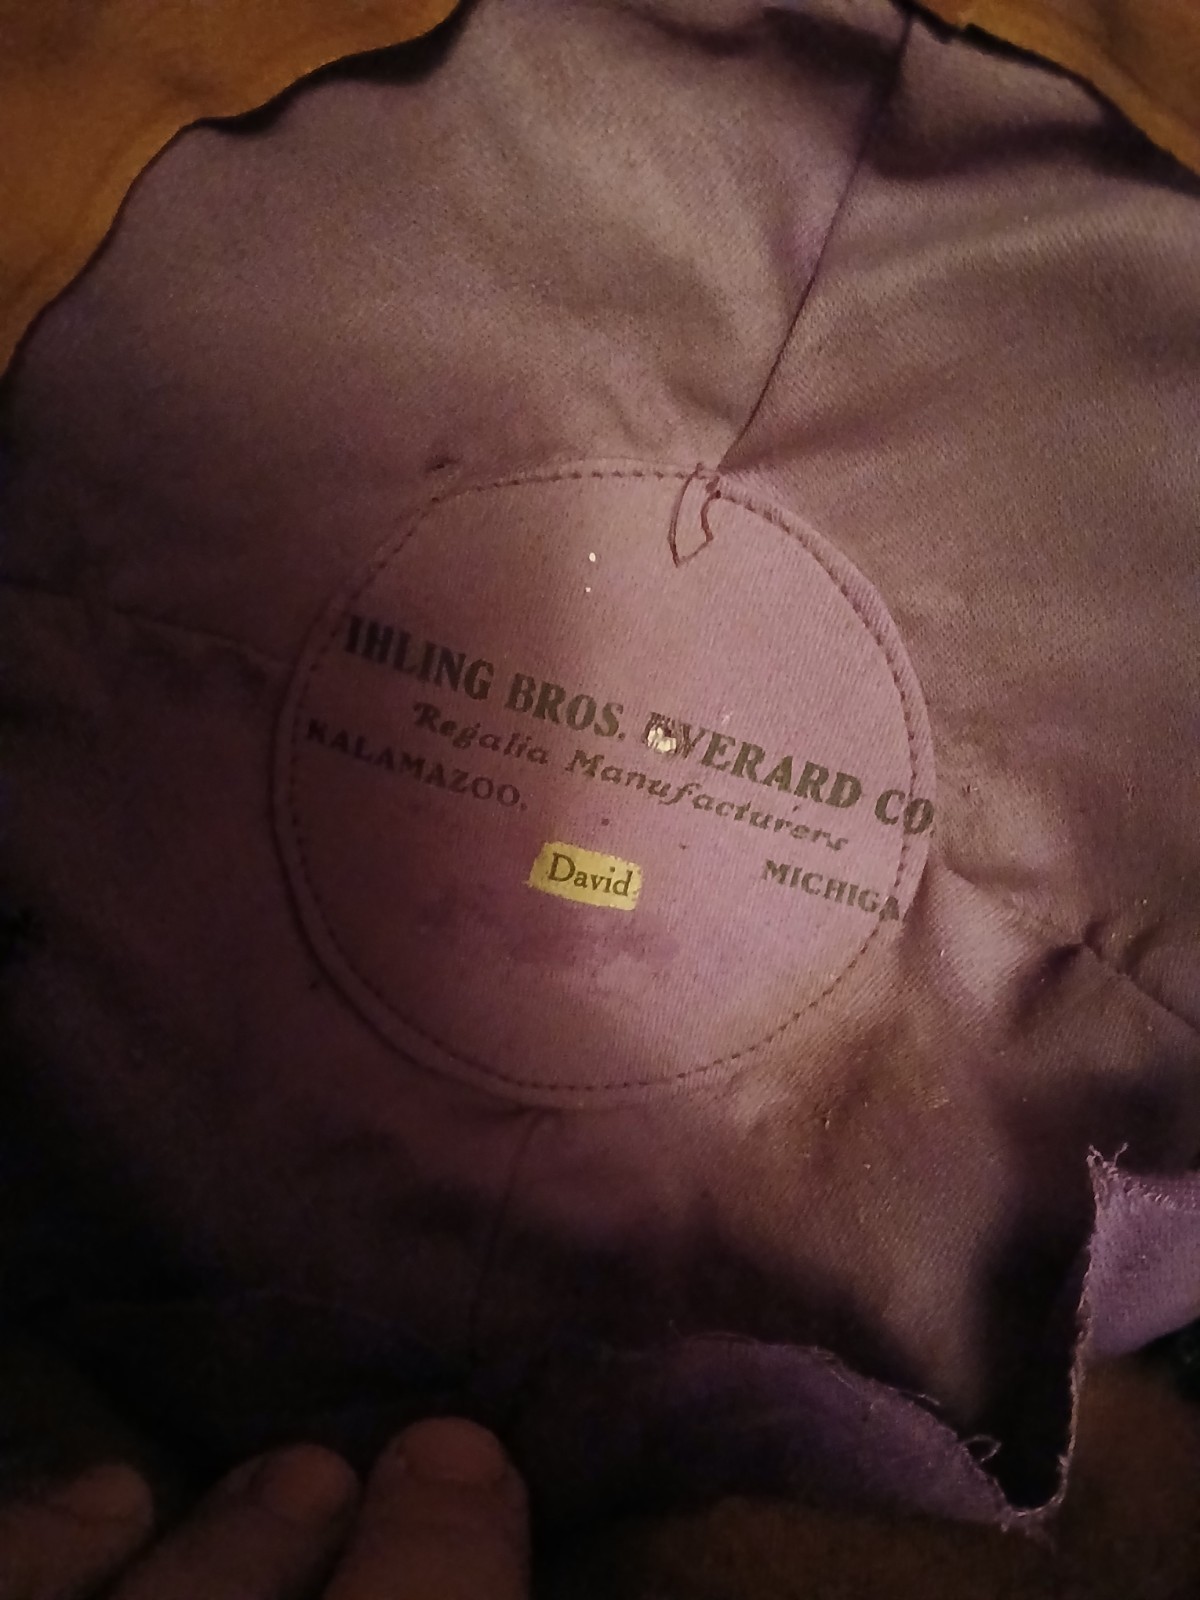 IHLING BROS. EVERARD CO.
Regalia Manufacturers
KALAMAZOO, MICHIGA
David